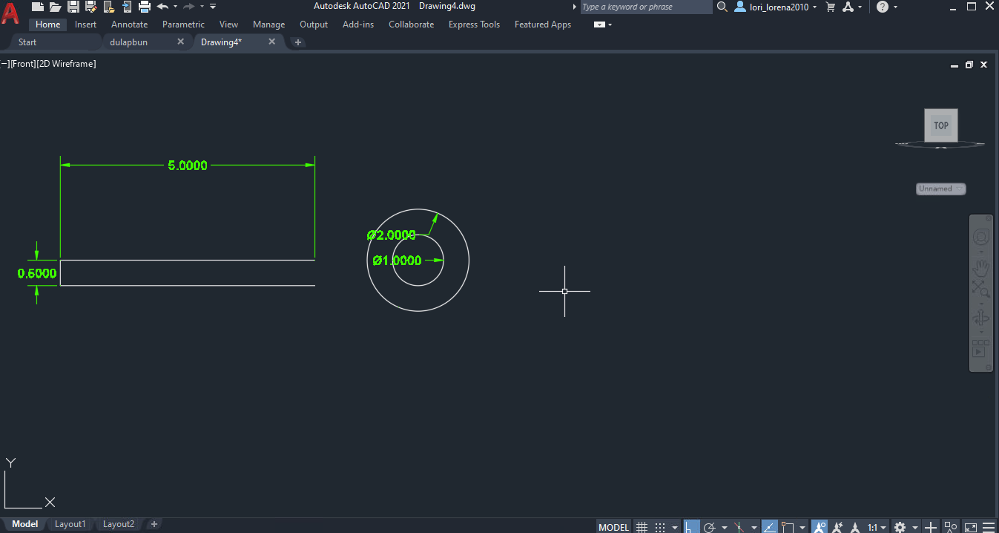 Autodesk AutoCAD 2021 Drawing4.dwg
Type a keyword or phrase
lori_lorena2010
Home Insert Annotate Parametric View Manage Output Add-ins Collaborate Express Tools Featured Apps
Start dulapbun Drawing4*
[−][Front][2D Wireframe]
TOP
5.0000
Unnamed
Ø2.0000
Ø1.0000
0.5000
Y
X
Model Layout1 Layout2 +
MODEL 1:1